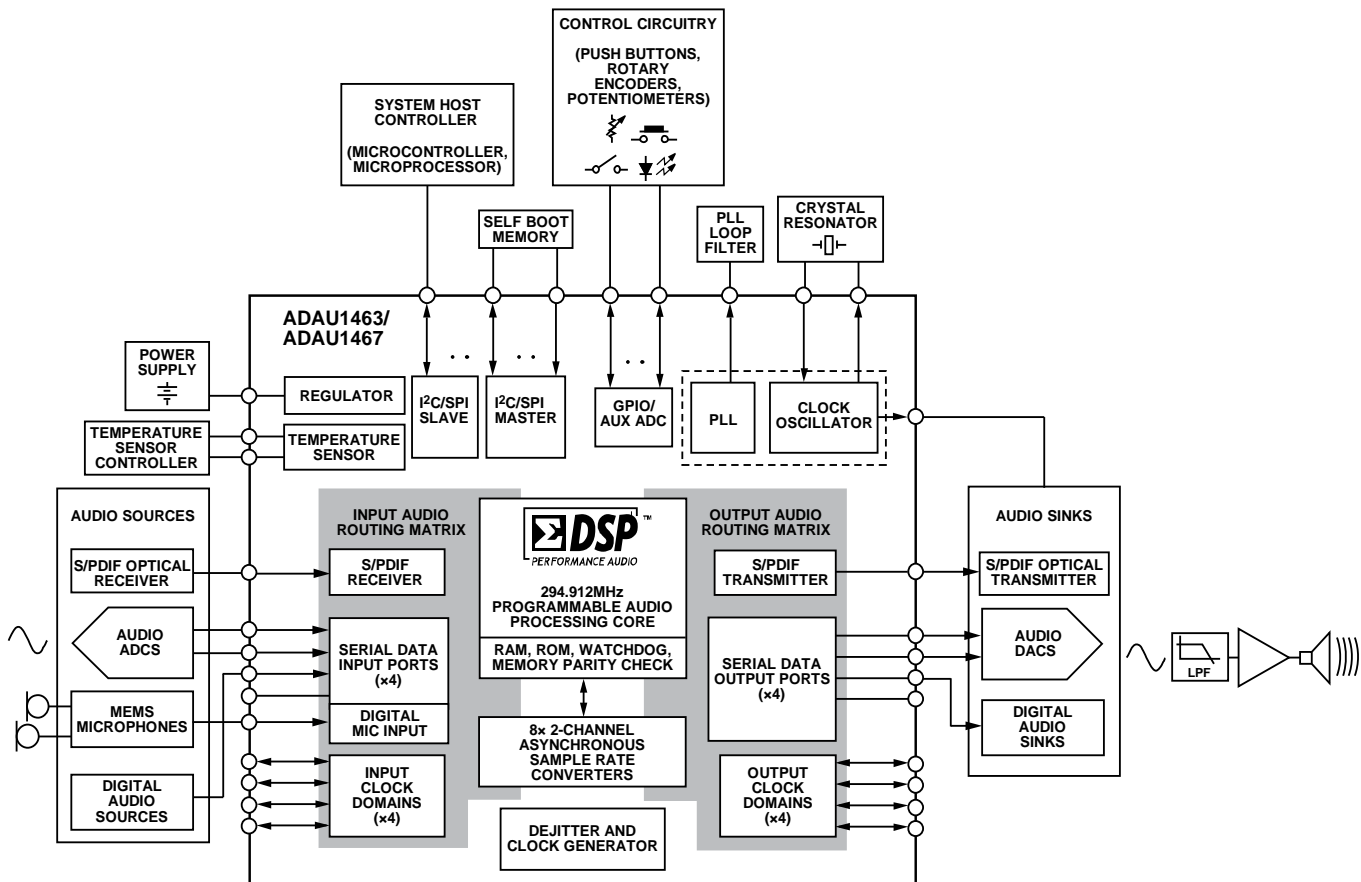 CONTROL CIRCUITRY
(PUSH BUTTONS,
ROTARY
ENCODERS,
POTENTIOMETERS)
SYSTEM HOST
CONTROLLER
(MICROCONTROLLER,
MICROPROCESSOR)
SELF BOOT
MEMORY
PLL
LOOP
FILTER
CRYSTAL
RESONATOR
ADAU1463/
ADAU1467
POWER
SUPPLY
REGULATOR
TEMPERATURE
SENSOR
CONTROLLER
TEMPERATURE
SENSOR
I²C/SPI
SLAVE
I²C/SPI
MASTER
GPIO/
AUX ADC
PLL
CLOCK
OSCILLATOR
AUDIO SOURCES
S/PDIF OPTICAL
RECEIVER
AUDIO
ADCS
MEMS
MICROPHONES
DIGITAL
AUDIO
SOURCES
INPUT AUDIO
ROUTING MATRIX
S/PDIF
RECEIVER
SERIAL DATA
INPUT PORTS
(×4)
DIGITAL
MIC INPUT
INPUT
CLOCK
DOMAINS
(×4)
ΣDSP™
PERFORMANCE AUDIO
294.912MHz
PROGRAMMABLE AUDIO
PROCESSING CORE
RAM, ROM, WATCHDOG,
MEMORY PARITY CHECK
8× 2-CHANNEL
ASYNCHRONOUS
SAMPLE RATE
CONVERTERS
DEJITTER AND
CLOCK GENERATOR
OUTPUT AUDIO
ROUTING MATRIX
S/PDIF
TRANSMITTER
SERIAL DATA
OUTPUT PORTS
(×4)
OUTPUT
CLOCK
DOMAINS
(×4)
AUDIO SINKS
S/PDIF OPTICAL
TRANSMITTER
AUDIO
DACS
DIGITAL
AUDIO
SINKS
LPF